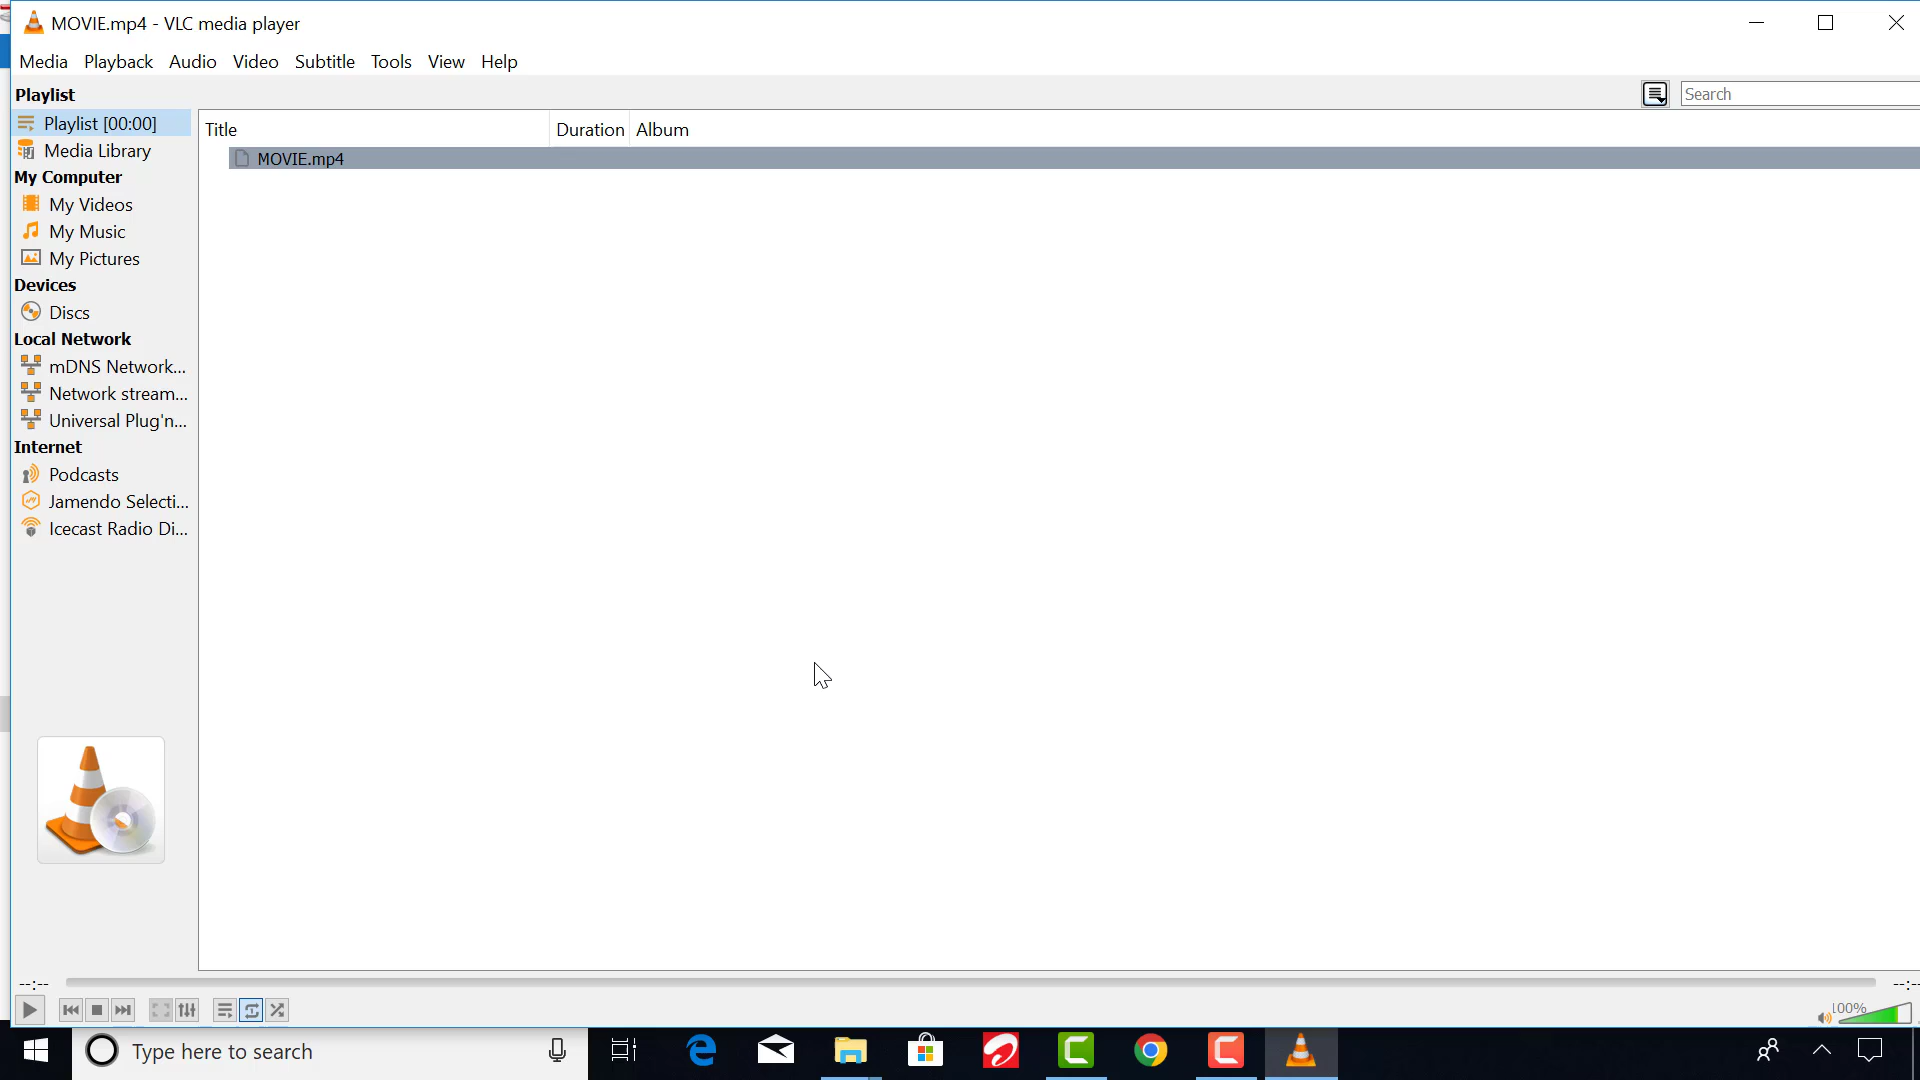 MOVIE.mp4 - VLC media player
Media Playback Audio Video Subtitle Tools View Help
Playlist
Search
Playlist [00:00]
Media Library
My Computer
My Videos
My Music
My Pictures
Devices
Discs
Local Network
mDNS Network...
Network stream...
Universal Plug'n...
Internet
Podcasts
Jamendo Selecti...
Icecast Radio Di...
Title Duration Album
MOVIE.mp4
--:-- --:--
100%
Type here to search